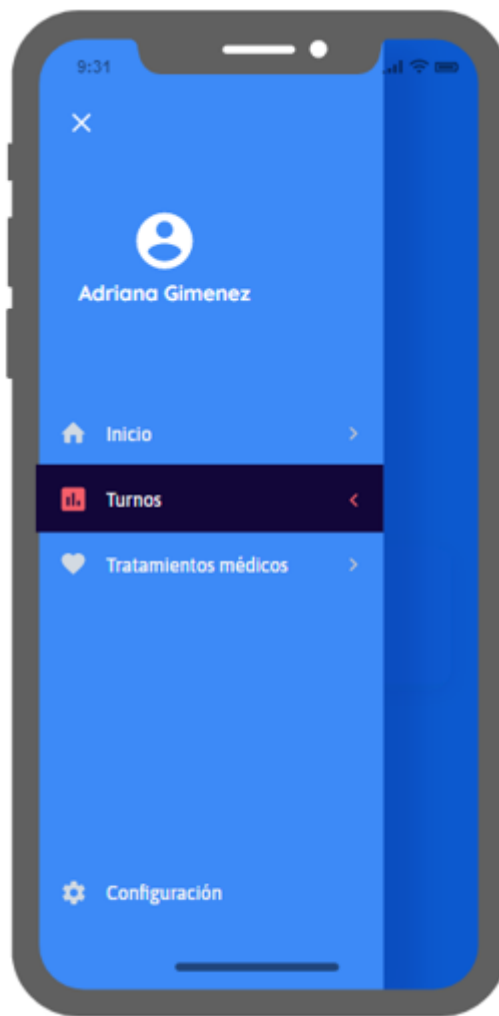 9:31
Adriana Gimenez
Inicio
Turnos
Tratamientos médicos
Configuración